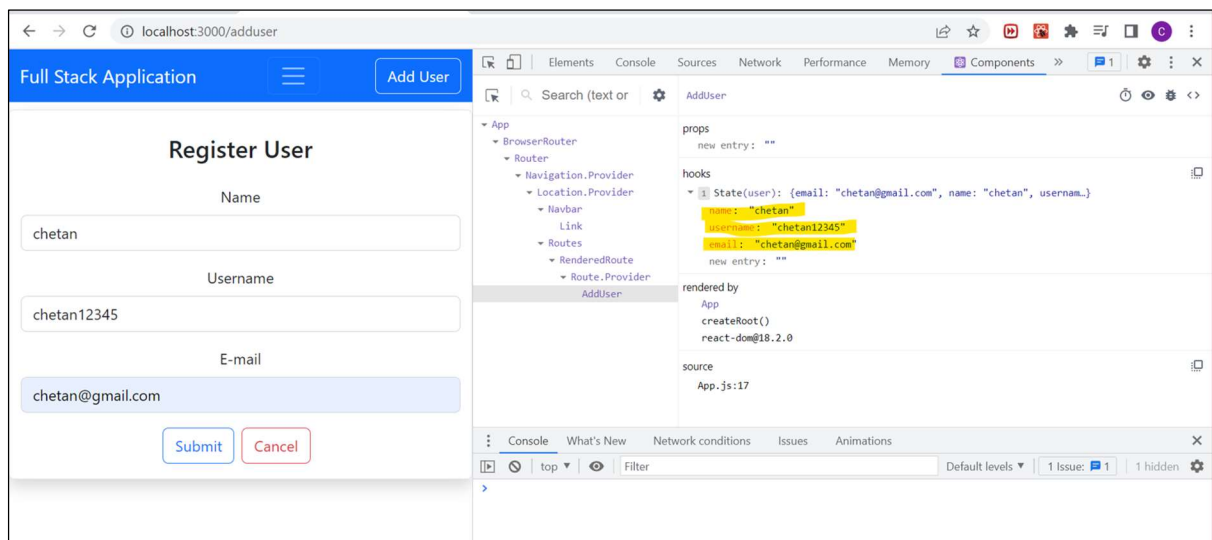 localhost:3000/adduser
C
Full Stack Application
Add User
Register User
Name
chetan
Username
chetan12345
E-mail
chetan@gmail.com
Submit
Cancel
Elements Console Sources Network Performance Memory Components » 1
Search (text or
AddUser
App
BrowserRouter
Router
Navigation.Provider
Location.Provider
Navbar
Link
Routes
RenderedRoute
Route.Provider
AddUser
props
new entry: ""
hooks
1 State(user): {email: "chetan@gmail.com", name: "chetan", usernam…}
name: "chetan"
username: "chetan12345"
email: "chetan@gmail.com"
new entry: ""
rendered by
App
createRoot()
react-dom@18.2.0
source
App.js:17
Console What's New Network conditions Issues Animations
top Filter Default levels 1 Issue: 1 1 hidden